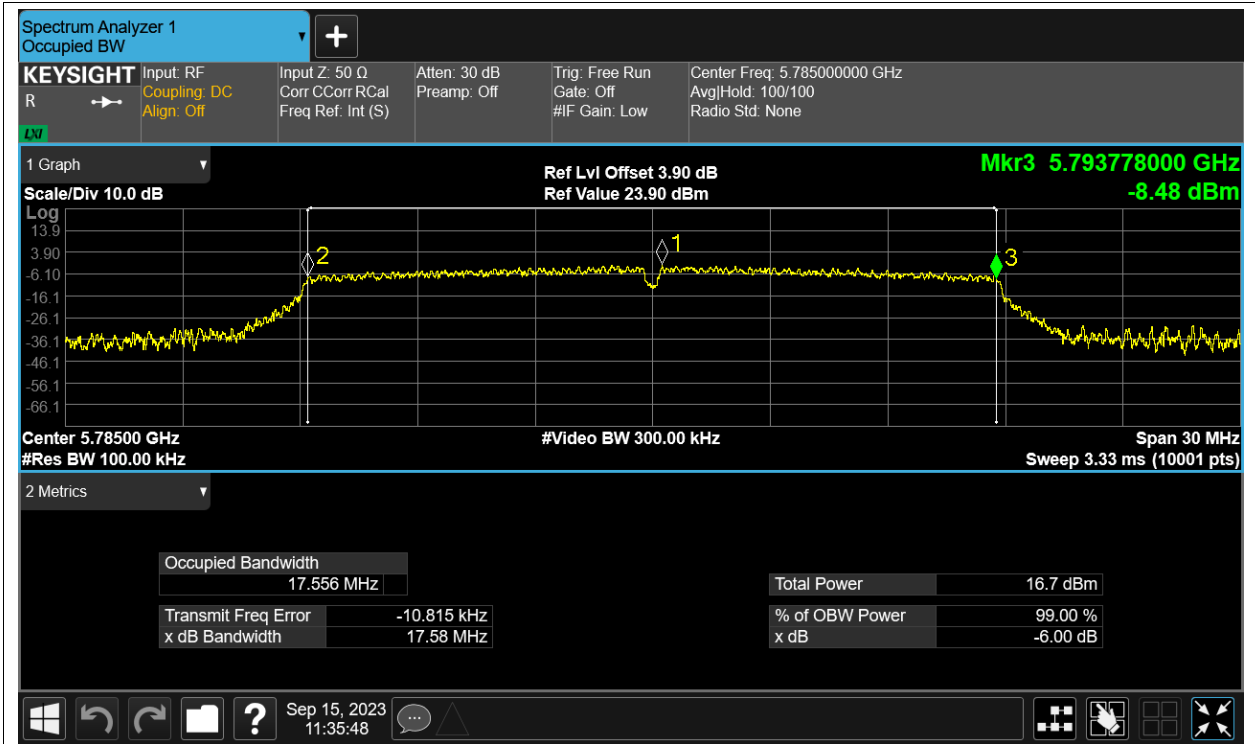 Spectrum Analyzer 1
Occupied BW
KEYSIGHT
R
LXI
Input: RF
Coupling: DC
Align: Off
Input Z: 50 Ω
Corr CCorr RCal
Freq Ref: Int (S)
Atten: 30 dB
Preamp: Off
Trig: Free Run
Gate: Off
#IF Gain: Low
Center Freq: 5.785000000 GHz
Avg|Hold: 100/100
Radio Std: None
1 Graph
Scale/Div 10.0 dB
Ref Lvl Offset 3.90 dB
Ref Value 23.90 dBm
Mkr3 5.793778000 GHz
-8.48 dBm
Log
13.9
3.90
-6.10
-16.1
-26.1
-36.1
-46.1
-56.1
-66.1
2
1
3
Center 5.78500 GHz
#Res BW 100.00 kHz
#Video BW 300.00 kHz
Span 30 MHz
Sweep 3.33 ms (10001 pts)
2 Metrics
Occupied Bandwidth
17.556 MHz
Transmit Freq Error -10.815 kHz
x dB Bandwidth 17.58 MHz
Total Power 16.7 dBm
% of OBW Power 99.00 %
x dB -6.00 dB
?
Sep 15, 2023
11:35:48